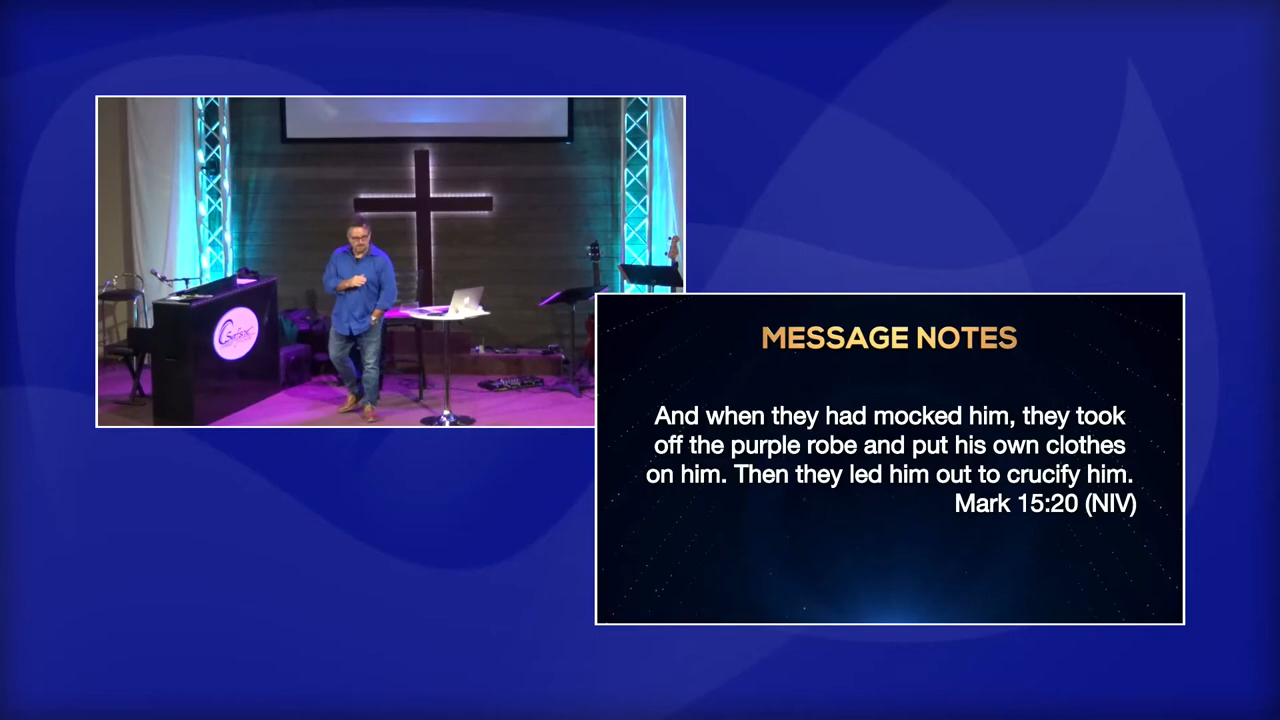 MESSAGE NOTES
And when they had mocked him, they took
off the purple robe and put his own clothes
on him. Then they led him out to crucify him.
Mark 15:20 (NIV)